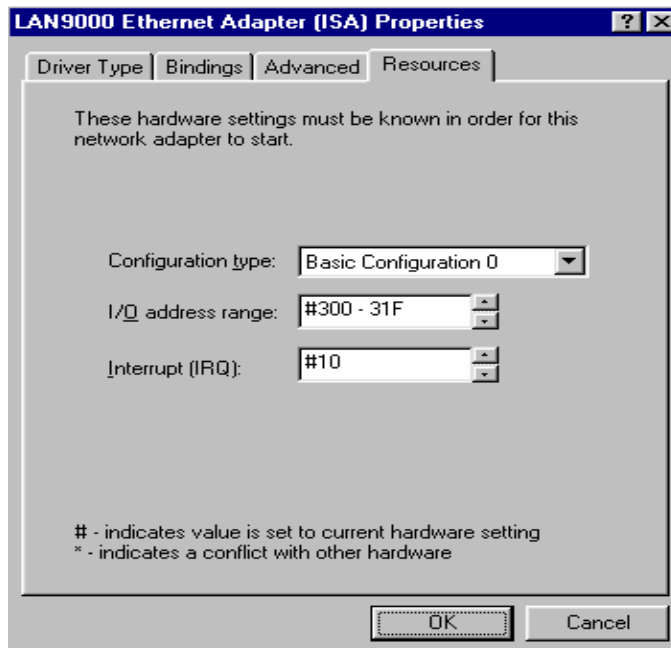 LAN9000 Ethernet Adapter (ISA) Properties
Driver Type Bindings Advanced Resources
These hardware settings must be known in order for this
network adapter to start.
Configuration type: Basic Configuration 0
I/O address range: #300 - 31F
Interrupt (IRQ): #10
# - indicates value is set to current hardware setting
* - indicates a conflict with other hardware
OK Cancel